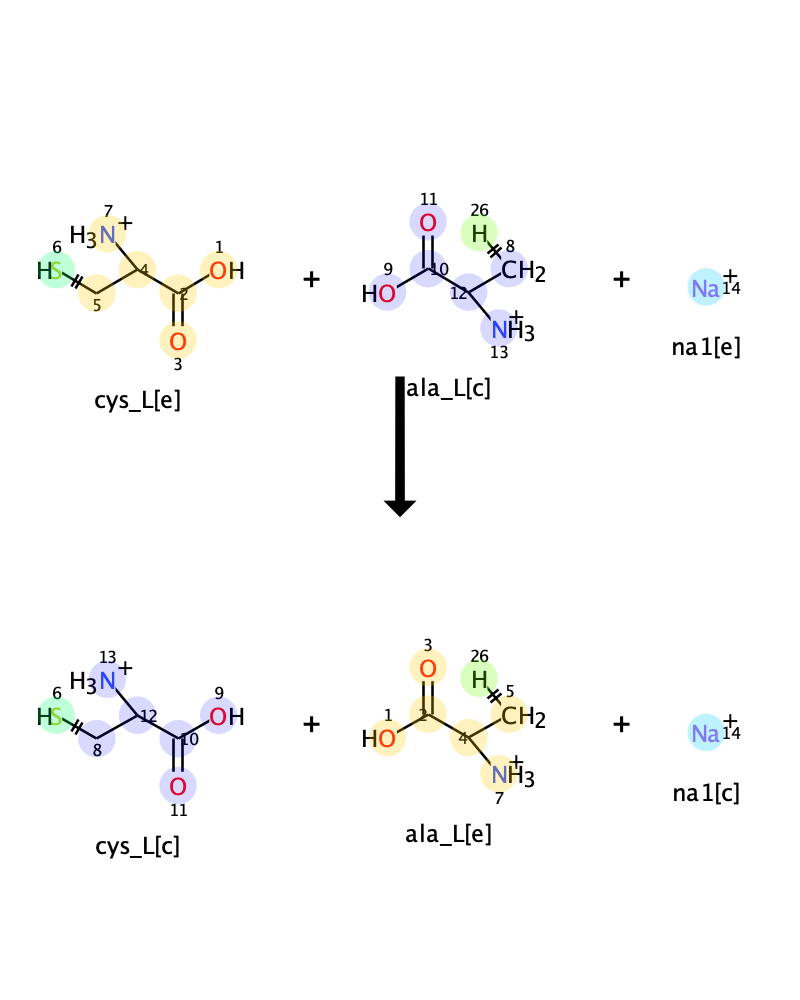 7
H3N+
6
HS
5
4
2
1
OH
O
3
cys_L[e]
+
11
O
26
H
8
CH2
9
HO
10
12
NH3+
13
ala_L[c]
+
Na+
14
na1[e]
13
H3N+
6
HS
8
12
10
9
OH
O
11
cys_L[c]
+
3
O
26
H
5
CH2
1
HO
2
4
NH3+
7
ala_L[e]
+
Na+
14
na1[c]